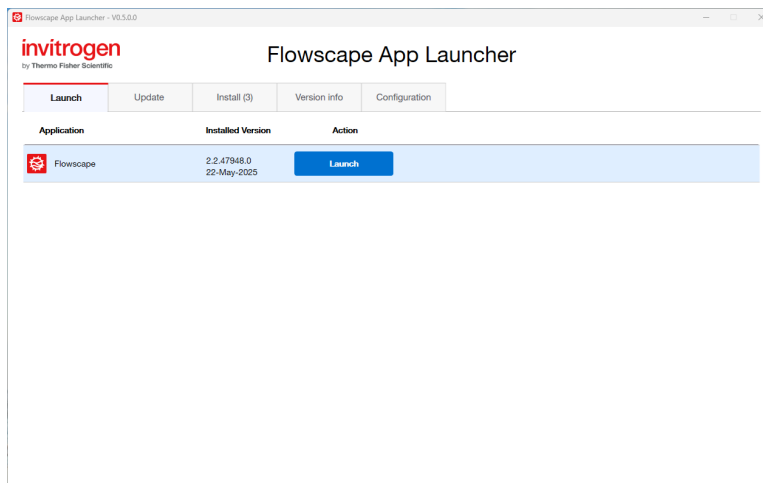 Flowscape App Launcher - V0.5.0.0
invitrogen
by Thermo Fisher Scientific
Flowscape App Launcher
Launch Update Install (3) Version info Configuration
Application Installed Version Action
Flowscape 2.2.47948.0 Launch
22-May-2025